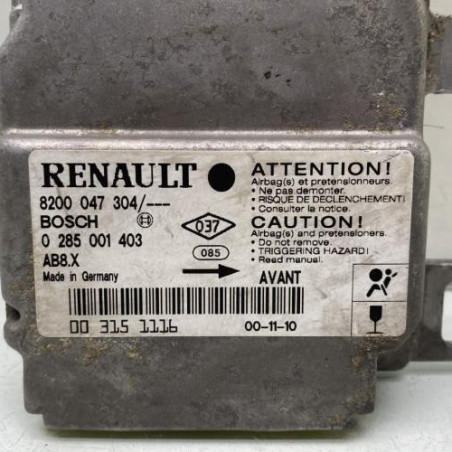 RENAULT
8200 047 304/---
BOSCH
0 285 001 403
AB8.X
Made in Germany
037
085
AVANT
00 315 1116
00-11-10
ATTENTION!
Airbag(s) et pretensionneurs.
• Ne pas demonter.
• RISQUE DE DECLENCHEMENT!
• Consulter la notice.
CAUTION!
Airbag(s) and pretensioners.
• Do not remove.
• TRIGGERING HAZARD!
• Read manual.